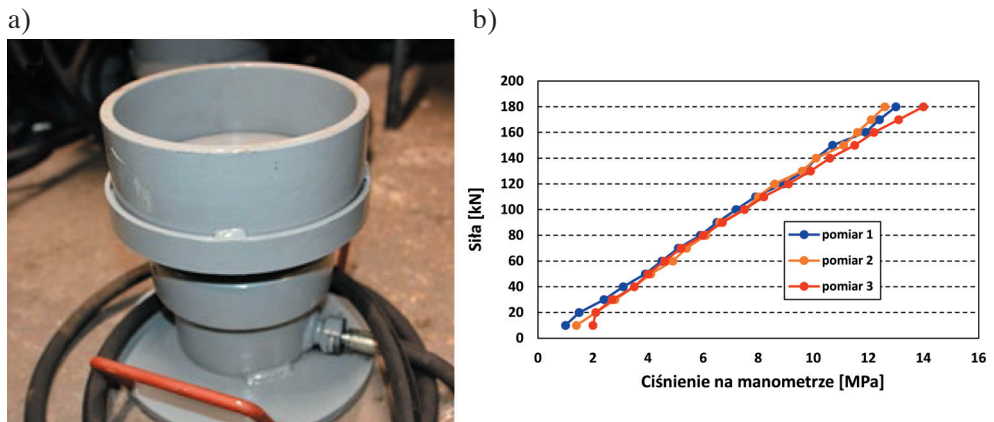 a)
b)
200
180
160
140
120
100
80
60
40
20
0
Siła [kN]
pomiar 1
pomiar 2
pomiar 3
0 2 4 6 8 10 12 14 16
Ciśnienie na manometrze [MPa]